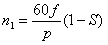 n₁ = 60f/p (1−S)